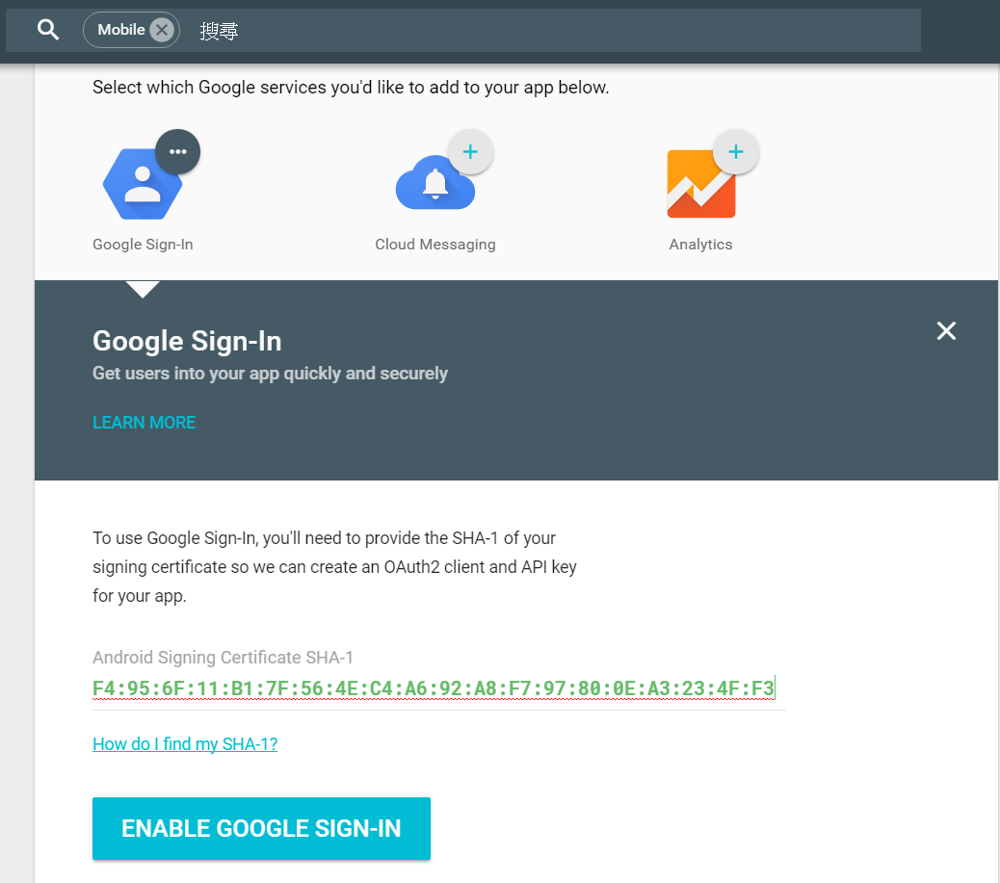 Mobile 搜尋
Select which Google services you'd like to add to your app below.
Google Sign-In
Cloud Messaging
Analytics
Google Sign-In
Get users into your app quickly and securely
LEARN MORE
To use Google Sign-In, you'll need to provide the SHA-1 of your
signing certificate so we can create an OAuth2 client and API key
for your app.
Android Signing Certificate SHA-1
F4:95:6F:11:B1:7F:56:4E:C4:A6:92:A8:F7:97:80:0E:A3:23:4F:F3
How do I find my SHA-1?
ENABLE GOOGLE SIGN-IN